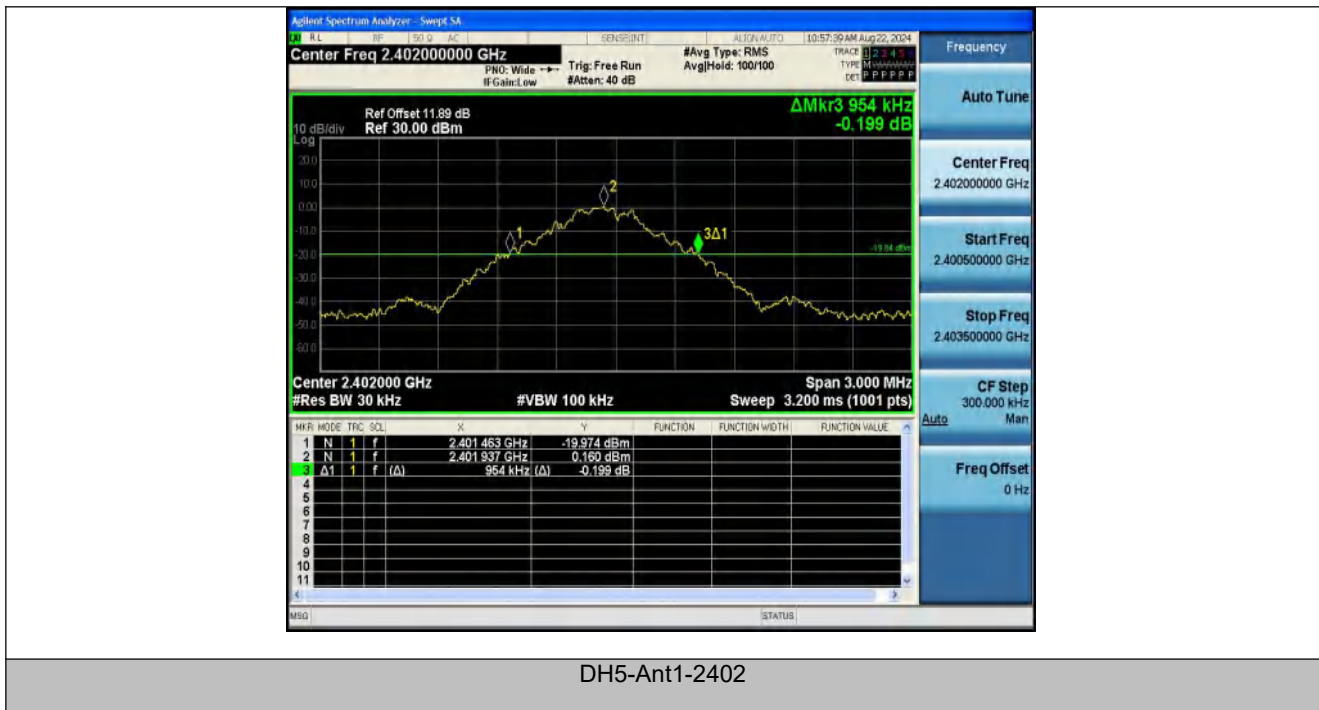 Agilent Spectrum Analyzer - Swept SA
RL RF 50 Ω AC SENSE:INT ALIGN AUTO 10:57:39 AM Aug 22, 2024
Center Freq 2.402000000 GHz
PNO: Wide
IFGain:Low
Trig: Free Run
#Atten: 40 dB
#Avg Type: RMS
Avg|Hold: 100/100
TRACE 1 2 3 4 5
TYPE M
DET P P P P P P
Ref Offset 11.89 dB
10 dB/div Ref 30.00 dBm
Log
ΔMkr3 954 kHz
-0.199 dB
20.0
10.0
0.00
-10.0
-20.0
-30.0
-40.0
-50.0
-60.0
1
2
3Δ1
-19.84 dBm
Center 2.402000 GHz Span 3.000 MHz
#Res BW 30 kHz #VBW 100 kHz Sweep 3.200 ms (1001 pts)
MKR MODE TRC SCL X Y FUNCTION FUNCTION WIDTH FUNCTION VALUE
1 N 1 f 2.401 463 GHz -19.974 dBm
2 N 1 f 2.401 937 GHz 0.160 dBm
3 Δ1 1 f (Δ) 954 kHz (Δ) -0.199 dB
4
5
6
7
8
9
10
11
MSG STATUS
Frequency
Auto Tune
Center Freq
2.402000000 GHz
Start Freq
2.400500000 GHz
Stop Freq
2.403500000 GHz
CF Step
300.000 kHz
Auto Man
Freq Offset
0 Hz
DH5-Ant1-2402